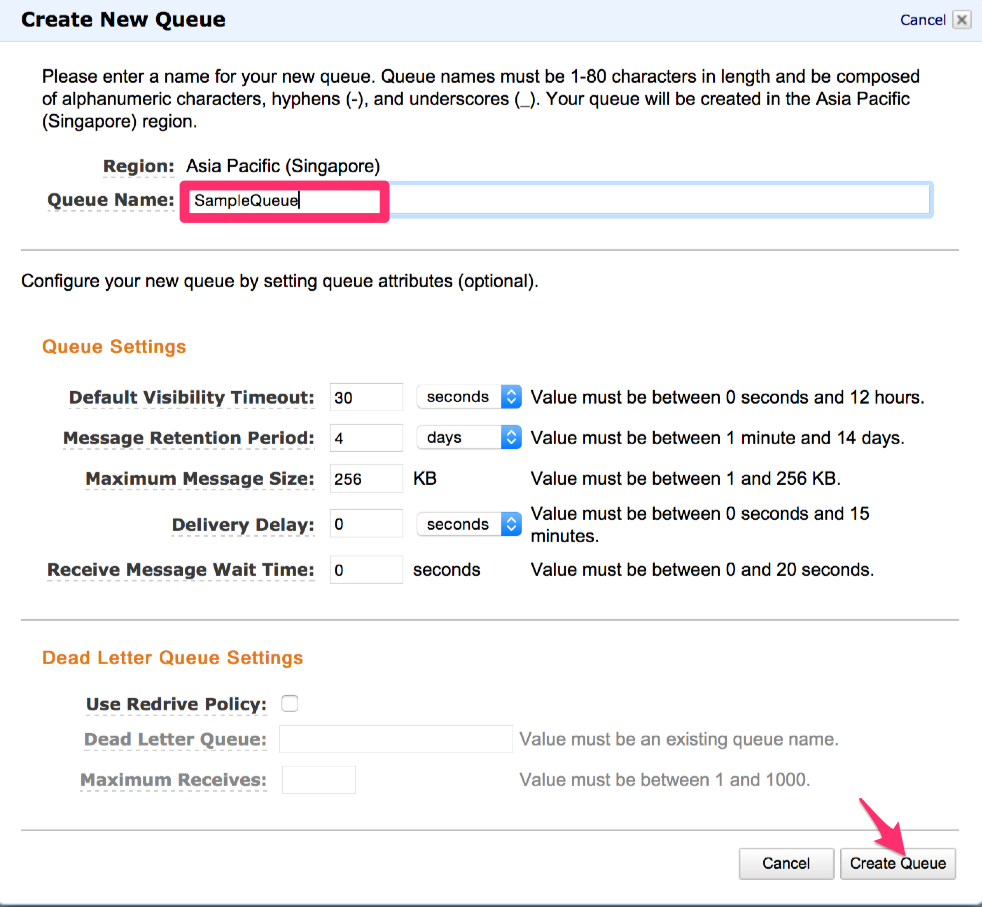 Create New Queue
Cancel
Please enter a name for your new queue. Queue names must be 1-80 characters in length and be composed
of alphanumeric characters, hyphens (-), and underscores (_). Your queue will be created in the Asia Pacific
(Singapore) region.
Region: Asia Pacific (Singapore)
Queue Name: SampleQueue
Configure your new queue by setting queue attributes (optional).
Queue Settings
Default Visibility Timeout: 30 seconds Value must be between 0 seconds and 12 hours.
Message Retention Period: 4 days Value must be between 1 minute and 14 days.
Maximum Message Size: 256 KB Value must be between 1 and 256 KB.
Delivery Delay: 0 seconds Value must be between 0 seconds and 15
minutes.
Receive Message Wait Time: 0 seconds Value must be between 0 and 20 seconds.
Dead Letter Queue Settings
Use Redrive Policy:
Dead Letter Queue: Value must be an existing queue name.
Maximum Receives: Value must be between 1 and 1000.
Cancel Create Queue